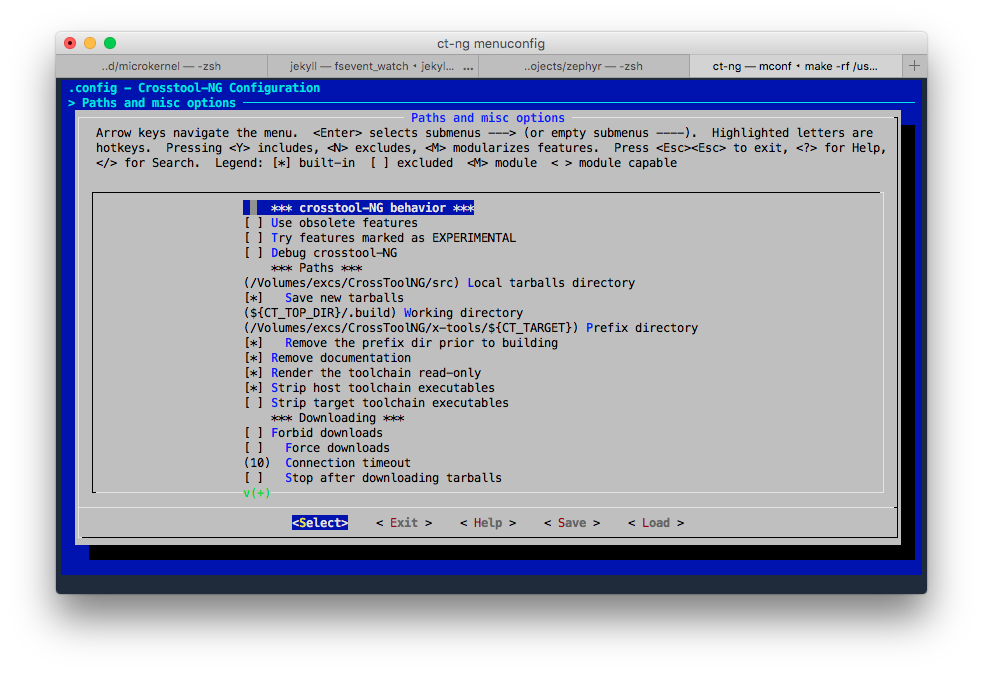 ct-ng menuconfig
..d/microkernel — -zsh
jekyll — fsevent_watch • jekyl... ...
..ojects/zephyr — -zsh
ct-ng — mconf • make -rf /us...
+
.config - Crosstool-NG Configuration
> Paths and misc options
Paths and misc options
Arrow keys navigate the menu.  <Enter> selects submenus ---> (or empty submenus ----).  Highlighted letters are
hotkeys.  Pressing <Y> includes, <N> excludes, <M> modularizes features.  Press <Esc><Esc> to exit, <?> for Help,
</> for Search.  Legend: [*] built-in  [ ] excluded  <M> module  < > module capable
*** crosstool-NG behavior ***
[ ] Use obsolete features
[ ] Try features marked as EXPERIMENTAL
[ ] Debug crosstool-NG
*** Paths ***
(/Volumes/excs/CrossToolNG/src) Local tarballs directory
[*]   Save new tarballs
(${CT_TOP_DIR}/.build) Working directory
(/Volumes/excs/CrossToolNG/x-tools/${CT_TARGET}) Prefix directory
[*]   Remove the prefix dir prior to building
[*] Remove documentation
[*] Render the toolchain read-only
[*] Strip host toolchain executables
[ ] Strip target toolchain executables
*** Downloading ***
[ ] Forbid downloads
[ ]   Force downloads
(10)  Connection timeout
[ ]   Stop after downloading tarballs
v(+)
<Select>    < Exit >    < Help >    < Save >    < Load >